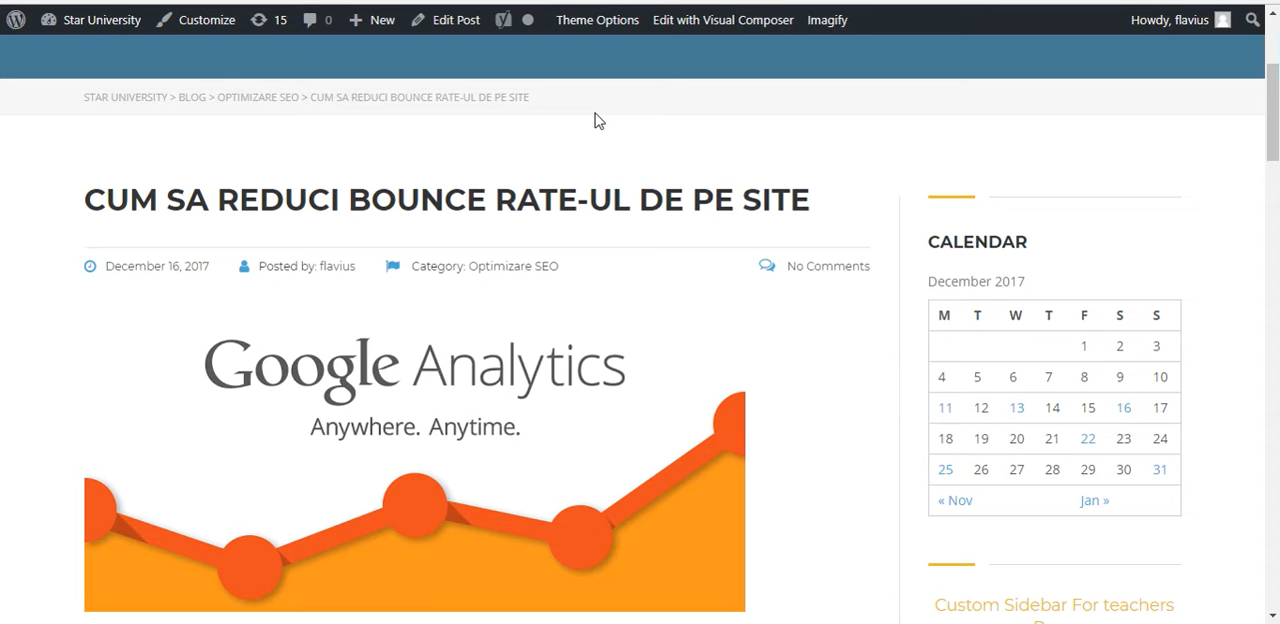 Star University Customize 15 0 New Edit Post Theme Options Edit with Visual Composer Imagify Howdy, flavius
STAR UNIVERSITY > BLOG > OPTIMIZARE SEO > CUM SA REDUCI BOUNCE RATE-UL DE PE SITE
CUM SA REDUCI BOUNCE RATE-UL DE PE SITE
December 16, 2017 Posted by: flavius Category: Optimizare SEO No Comments
Google Analytics
Anywhere. Anytime.
CALENDAR
December 2017
M T W T F S S
1 2 3
4 5 6 7 8 9 10
11 12 13 14 15 16 17
18 19 20 21 22 23 24
25 26 27 28 29 30 31
« Nov Jan »
Custom Sidebar For teachers